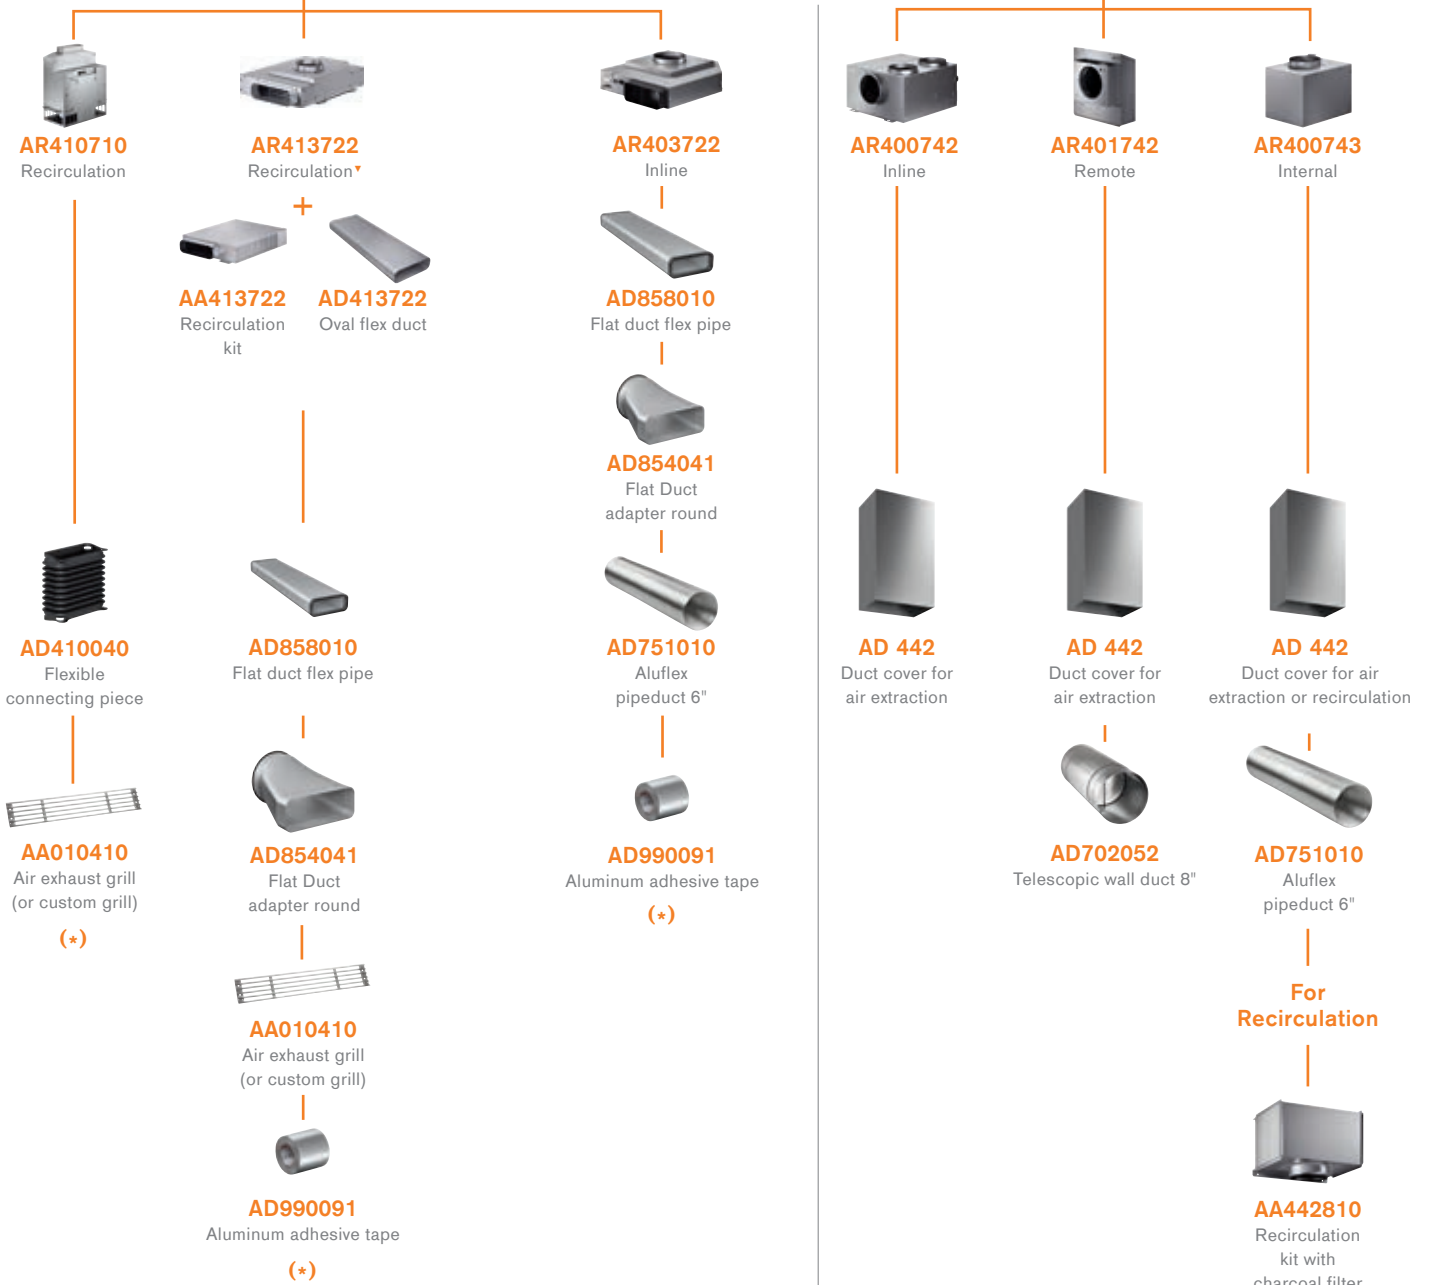 AR410710
Recirculation
AR413722
Recirculation▾
+
AA413722
Recirculation
kit
AD413722
Oval flex duct
AR403722
Inline
AD858010
Flat duct flex pipe
AD854041
Flat Duct
adapter round
AD751010
Aluflex
pipeduct 6"
AD990091
Aluminum adhesive tape
(*)
AD410040
Flexible
connecting piece
AA010410
Air exhaust grill
(or custom grill)
(*)
AD858010
Flat duct flex pipe
AD854041
Flat Duct
adapter round
AA010410
Air exhaust grill
(or custom grill)
AD990091
Aluminum adhesive tape
(*)
AR400742
Inline
AD 442
Duct cover for
air extraction
AR401742
Remote
AD 442
Duct cover for
air extraction
AD702052
Telescopic wall duct 8"
AR400743
Internal
AD 442
Duct cover for air
extraction or recirculation
AD751010
Aluflex
pipeduct 6"
For
Recirculation
AA442810
Recirculation
kit with
charcoal filter